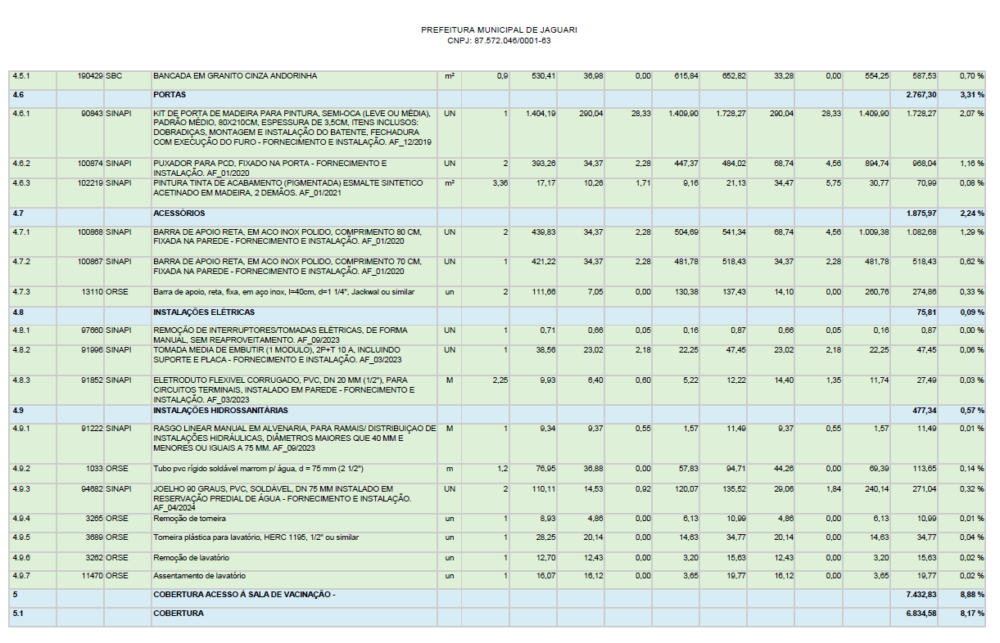 PREFEITURA MUNICIPAL DE JAGUARI
CNPJ: 87.572.046/0001-63
4.5.1 190429 SBC BANCADA EM GRANITO CINZA ANDORINHA m² 0,9 530,41 36,98 0,00 615,84 652,82 33,28 0,00 554,25 587,53 0,70 %
4.6 PORTAS 2.767,30 3,31 %
4.6.1 90843 SINAPI KIT DE PORTA DE MADEIRA PARA PINTURA, SEMI-OCA (LEVE OU MÉDIA), UN 1 1.404,19 290,04 28,33 1.409,90 1.728,27 290,04 28,33 1.409,90 1.728,27 2,07 %
PADRÃO MÉDIO, 80X210CM, ESPESSURA DE 3,5CM, ITENS INCLUSOS:
DOBRADIÇAS, MONTAGEM E INSTALAÇÃO DO BATENTE, FECHADURA
COM EXECUÇÃO DO FURO - FORNECIMENTO E INSTALAÇÃO. AF_12/2019
4.6.2 100874 SINAPI PUXADOR PARA PCD, FIXADO NA PORTA - FORNECIMENTO E UN 2 393,26 34,37 2,28 447,37 484,02 68,74 4,56 894,74 968,04 1,16 %
INSTALAÇÃO. AF_01/2020
4.6.3 102219 SINAPI PINTURA TINTA DE ACABAMENTO (PIGMENTADA) ESMALTE SINTÉTICO m² 3,36 17,17 10,26 1,71 9,16 21,13 34,47 5,75 30,77 70,99 0,08 %
ACETINADO EM MADEIRA, 2 DEMÃOS. AF_01/2021
4.7 ACESSÓRIOS 1.875,97 2,24 %
4.7.1 100868 SINAPI BARRA DE APOIO RETA, EM ACO INOX POLIDO, COMPRIMENTO 80 CM, UN 2 439,83 34,37 2,28 504,69 541,34 68,74 4,56 1.009,38 1.082,68 1,29 %
FIXADA NA PAREDE - FORNECIMENTO E INSTALAÇÃO. AF_01/2020
4.7.2 100867 SINAPI BARRA DE APOIO RETA, EM ACO INOX POLIDO, COMPRIMENTO 70 CM, UN 1 421,22 34,37 2,28 481,78 518,43 34,37 2,28 481,78 518,43 0,62 %
FIXADA NA PAREDE - FORNECIMENTO E INSTALAÇÃO. AF_01/2020
4.7.3 13110 ORSE Barra de apoio, reta, fixa, em aço inox, l=40cm, d=1 1/4", Jackwal ou similar un 2 111,66 7,05 0,00 130,38 137,43 14,10 0,00 260,76 274,86 0,33 %
4.8 INSTALAÇÕES ELÉTRICAS 75,81 0,09 %
4.8.1 97660 SINAPI REMOÇÃO DE INTERRUPTORES/TOMADAS ELÉTRICAS, DE FORMA UN 1 0,71 0,66 0,05 0,16 0,87 0,66 0,05 0,16 0,87 0,00 %
MANUAL, SEM REAPROVEITAMENTO. AF_09/2023
4.8.2 91996 SINAPI TOMADA MÉDIA DE EMBUTIR (1 MÓDULO), 2P+T 10 A, INCLUINDO UN 1 38,56 23,02 2,18 22,25 47,45 23,02 2,18 22,25 47,45 0,06 %
SUPORTE E PLACA - FORNECIMENTO E INSTALAÇÃO. AF_03/2023
4.8.3 91852 SINAPI ELETRODUTO FLEXÍVEL CORRUGADO, PVC, DN 20 MM (1/2"), PARA M 2,25 9,93 6,40 0,60 5,22 12,22 14,40 1,35 11,74 27,49 0,03 %
CIRCUITOS TERMINAIS, INSTALADO EM PAREDE - FORNECIMENTO E
INSTALAÇÃO. AF_03/2023
4.9 INSTALAÇÕES HIDROSSANITÁRIAS 477,34 0,57 %
4.9.1 91222 SINAPI RASGO LINEAR MANUAL EM ALVENARIA, PARA RAMAIS/ DISTRIBUIÇÃO DE M 1 9,34 9,37 0,55 1,57 11,49 9,37 0,55 1,57 11,49 0,01 %
INSTALAÇÕES HIDRÁULICAS, DIÂMETROS MAIORES QUE 40 MM E
MENORES OU IGUAIS A 75 MM. AF_09/2023
4.9.2 1033 ORSE Tubo pvc rígido soldável marrom p/ água, d = 75 mm (2 1/2") m 1,2 76,95 36,88 0,00 57,83 94,71 44,26 0,00 69,39 113,65 0,14 %
4.9.3 94682 SINAPI JOELHO 90 GRAUS, PVC, SOLDÁVEL, DN 75 MM INSTALADO EM UN 2 110,11 14,53 0,92 120,07 135,52 29,06 1,84 240,14 271,04 0,32 %
RESERVAÇÃO PREDIAL DE ÁGUA - FORNECIMENTO E INSTALAÇÃO.
AF_04/2024
4.9.4 3265 ORSE Remoção de torneira un 1 8,93 4,86 0,00 6,13 10,99 4,86 0,00 6,13 10,99 0,01 %
4.9.5 3689 ORSE Torneira plástica para lavatório, HERC 1195, 1/2" ou similar un 1 28,25 20,14 0,00 14,63 34,77 20,14 0,00 14,63 34,77 0,04 %
4.9.6 3262 ORSE Remoção de lavatório un 1 12,70 12,43 0,00 3,20 15,63 12,43 0,00 3,20 15,63 0,02 %
4.9.7 11470 ORSE Assentamento de lavatório un 1 16,07 16,12 0,00 3,65 19,77 16,12 0,00 3,65 19,77 0,02 %
5 COBERTURA ACESSO Á SALA DE VACINAÇÃO - 7.432,83 8,88 %
5.1 COBERTURA 6.834,58 8,17 %